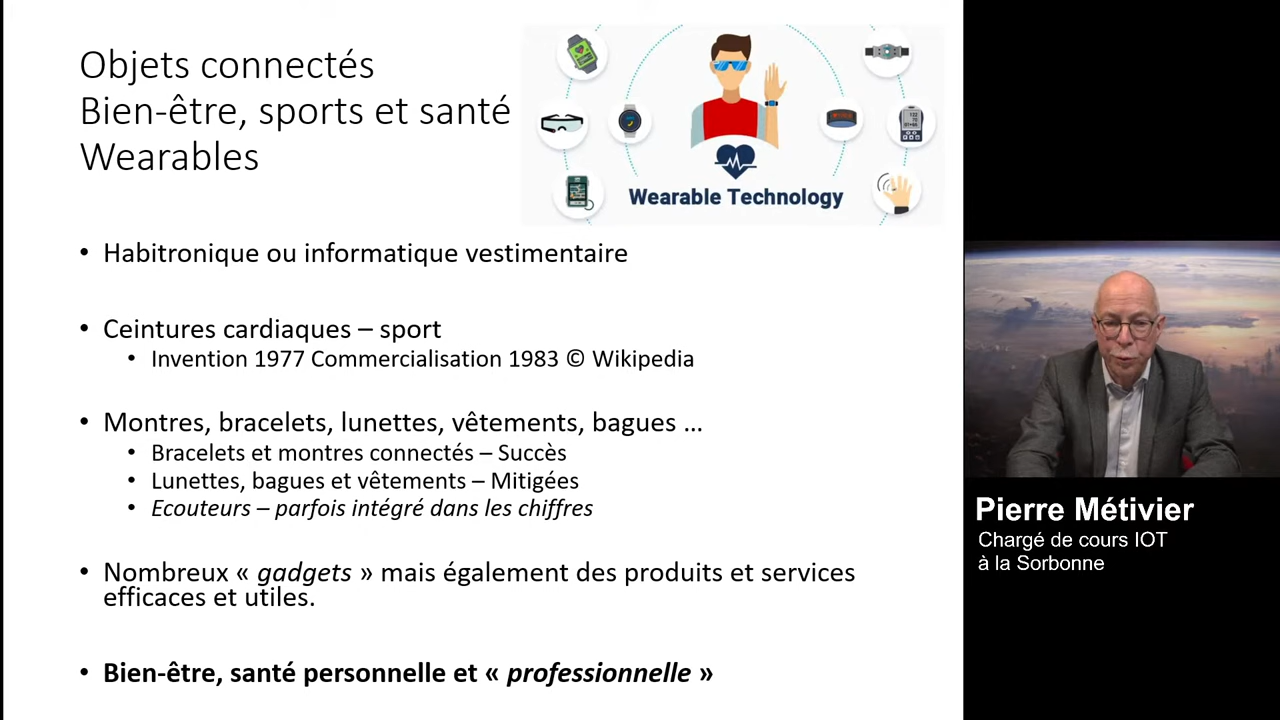 Objets connectés
Bien-être, sports et santé
Wearables
Wearable Technology
• Habitronique ou informatique vestimentaire
• Ceintures cardiaques – sport
• Invention 1977 Commercialisation 1983 © Wikipedia
• Montres, bracelets, lunettes, vêtements, bagues …
• Bracelets et montres connectés – Succès
• Lunettes, bagues et vêtements – Mitigées
• Ecouteurs – parfois intégré dans les chiffres
• Nombreux « gadgets » mais également des produits et services
efficaces et utiles.
• Bien-être, santé personnelle et « professionnelle »
Pierre Métivier
Chargé de cours IOT
à la Sorbonne